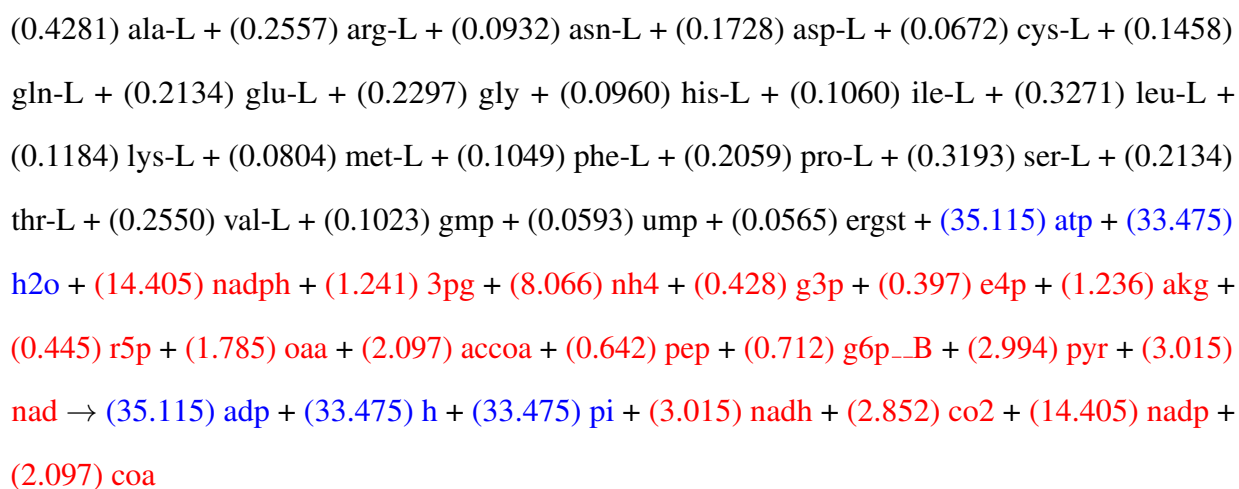 (0.4281) ala-L + (0.2557) arg-L + (0.0932) asn-L + (0.1728) asp-L + (0.0672) cys-L + (0.1458)
gln-L + (0.2134) glu-L + (0.2297) gly + (0.0960) his-L + (0.1060) ile-L + (0.3271) leu-L +
(0.1184) lys-L + (0.0804) met-L + (0.1049) phe-L + (0.2059) pro-L + (0.3193) ser-L + (0.2134)
thr-L + (0.2550) val-L + (0.1023) gmp + (0.0593) ump + (0.0565) ergst + (35.115) atp + (33.475)
h2o + (14.405) nadph + (1.241) 3pg + (8.066) nh4 + (0.428) g3p + (0.397) e4p + (1.236) akg +
(0.445) r5p + (1.785) oaa + (2.097) accoa + (0.642) pep + (0.712) g6p__B + (2.994) pyr + (3.015)
nad → (35.115) adp + (33.475) h + (33.475) pi + (3.015) nadh + (2.852) co2 + (14.405) nadp +
(2.097) coa